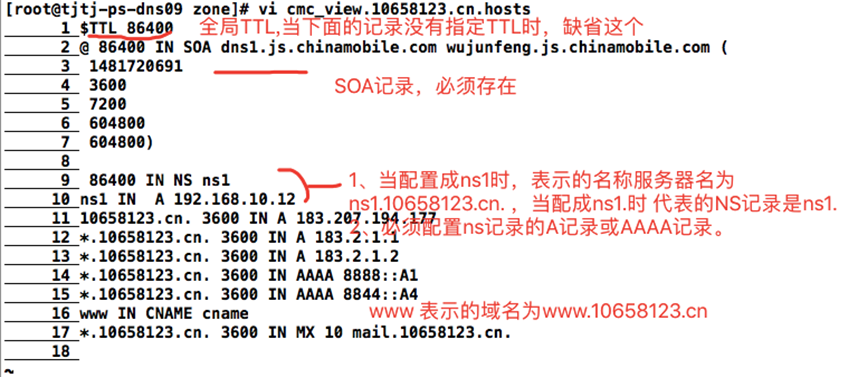 [root@tjtj-ps-dns09 zone]# vi cmc_view.10658123.cn.hosts
1 $TTL 86400 全局TTL,当下面的记录没有指定TTL时，缺省这个
2 @ 86400 IN SOA dns1.js.chinamobile.com wujunfeng.js.chinamobile.com (
3 1481720691
4 3600 SOA记录，必须存在
5 7200
6 604800
7 604800)
8
9 86400 IN NS ns1 1、当配置成ns1时，表示的名称服务器名为
10 ns1 IN A 192.168.10.12 ns1.10658123.cn. ，当配成ns1.时 代表的NS记录是ns1.
11 10658123.cn. 3600 IN A 183.207.194.177
12 *.10658123.cn. 3600 IN A 183.2.1.1 2、必须配置ns记录的A记录或AAAA记录。
13 *.10658123.cn. 3600 IN A 183.2.1.2
14 *.10658123.cn. 3600 IN AAAA 8888::A1
15 *.10658123.cn. 3600 IN AAAA 8844::A4
16 www IN CNAME cname www 表示的域名为www.10658123.cn
17 *.10658123.cn. 3600 IN MX 10 mail.10658123.cn.
18
~